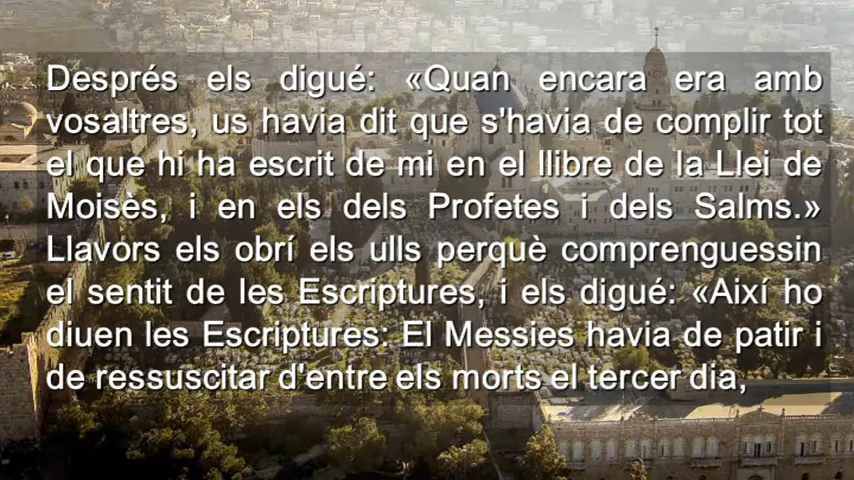 Després els digué: «Quan encara era amb
vosaltres, us havia dit que s'havia de complir tot
el que hi ha escrit de mi en el llibre de la Llei de
Moisès, i en els dels Profetes i dels Salms.»
Llavors els obrí els ulls perquè comprenguessin
el sentit de les Escriptures, i els digué: «Així ho
diuen les Escriptures: El Messies havia de patir i
de ressuscitar d'entre els morts el tercer dia,